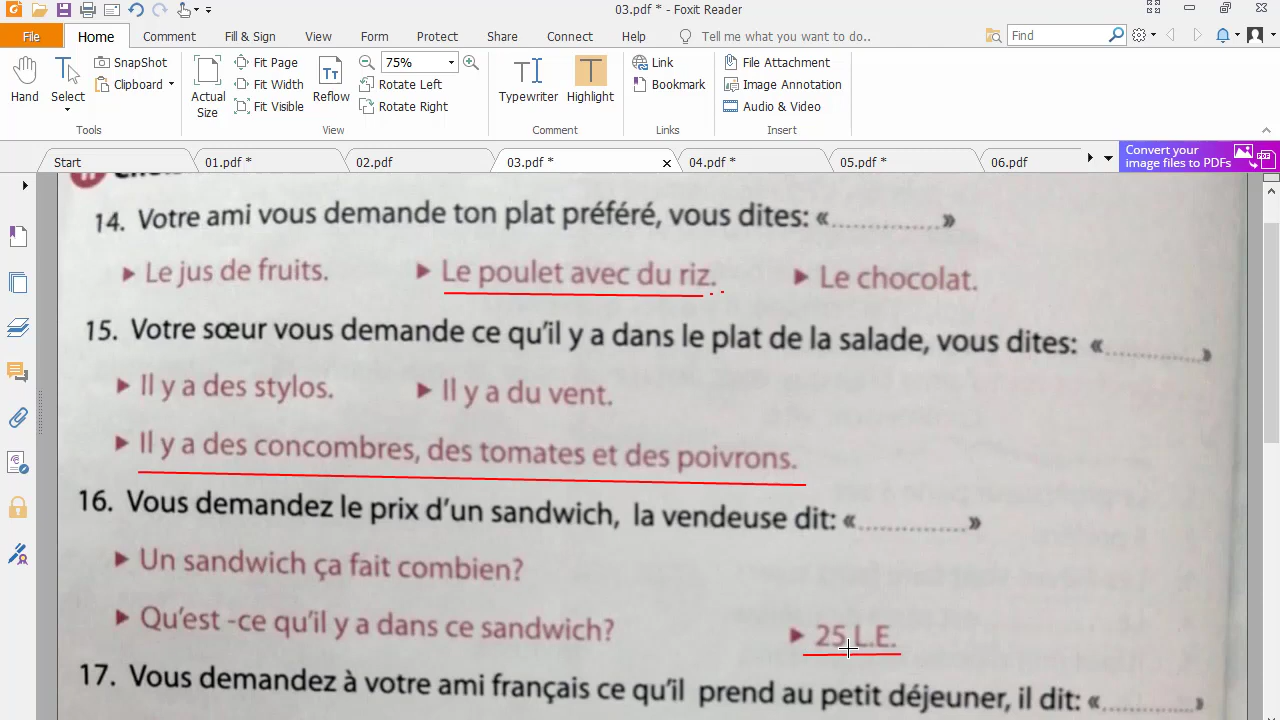 03.pdf * - Foxit Reader
File Home Comment Fill & Sign View Form Protect Share Connect Help Tell me what you want to do.. Find
Hand Select SnapShot Clipboard Actual Size Fit Page Fit Width Fit Visible Reflow 75% Rotate Left Rotate Right Typewriter Highlight Link Bookmark File Attachment Image Annotation Audio & Video
Tools View Comment Links Insert
Start 01.pdf * 02.pdf 03.pdf * 04.pdf * 05.pdf * 06.pdf
Convert your
image files to PDFs
14. Votre ami vous demande ton plat préféré, vous dites: «..............»
▶ Le jus de fruits. ▶ Le poulet avec du riz. ▶ Le chocolat.
15. Votre sœur vous demande ce qu'il y a dans le plat de la salade, vous dites: «..............»
▶ Il y a des stylos. ▶ Il y a du vent.
▶ Il y a des concombres, des tomates et des poivrons.
16. Vous demandez le prix d'un sandwich, la vendeuse dit: «..............»
▶ Un sandwich ça fait combien?
▶ Qu'est -ce qu'il y a dans ce sandwich? ▶ 25 L.E.
17. Vous demandez à votre ami français ce qu'il prend au petit déjeuner, il dit: «..............»